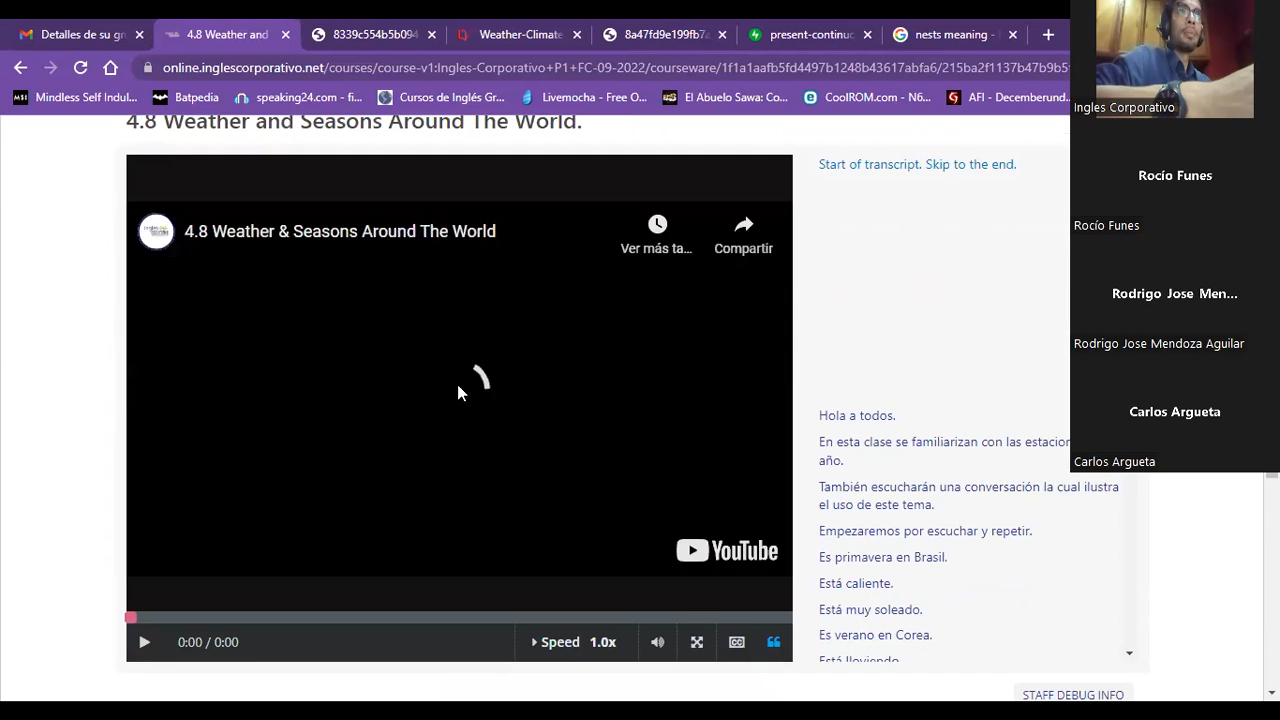 Detalles de su gn
4.8 Weather and
8339c554b5b094
Weather-Climate
8a47fd9e199fb7
present-continuc
nests meaning -
online.inglescorporativo.net/courses/course-v1:Ingles-Corporativo+P1+FC-09-2022/courseware/1f1a1aafb5fd4497b1248b43617abfa6/215ba2f1137b47b9b5
MSI Mindless Self Indul...
Batpedia
speaking24.com - fi...
Cursos de Inglés Gr...
Livemocha - Free O...
El Abuelo Sawa: Co...
CoolROM.com - N6...
AFI - Decemberund
Ingles Corporativo
4.8 Weather and Seasons Around The World.
4.8 Weather & Seasons Around The World
Ver más ta...
Compartir
YouTube
0:00 / 0:00
Speed 1.0x
CC
Start of transcript. Skip to the end.
Hola a todos.
En esta clase se familiarizan con las estacion
año.
También escucharán una conversación la cual ilustra
el uso de este tema.
Empezaremos por escuchar y repetir.
Es primavera en Brasil.
Está caliente.
Está muy soleado.
Es verano en Corea.
Está lloviendo.
STAFF DEBUG INFO
Rocío Funes
Rocío Funes
Rodrigo Jose Men...
Rodrigo Jose Mendoza Aguilar
Carlos Argueta
Carlos Argueta